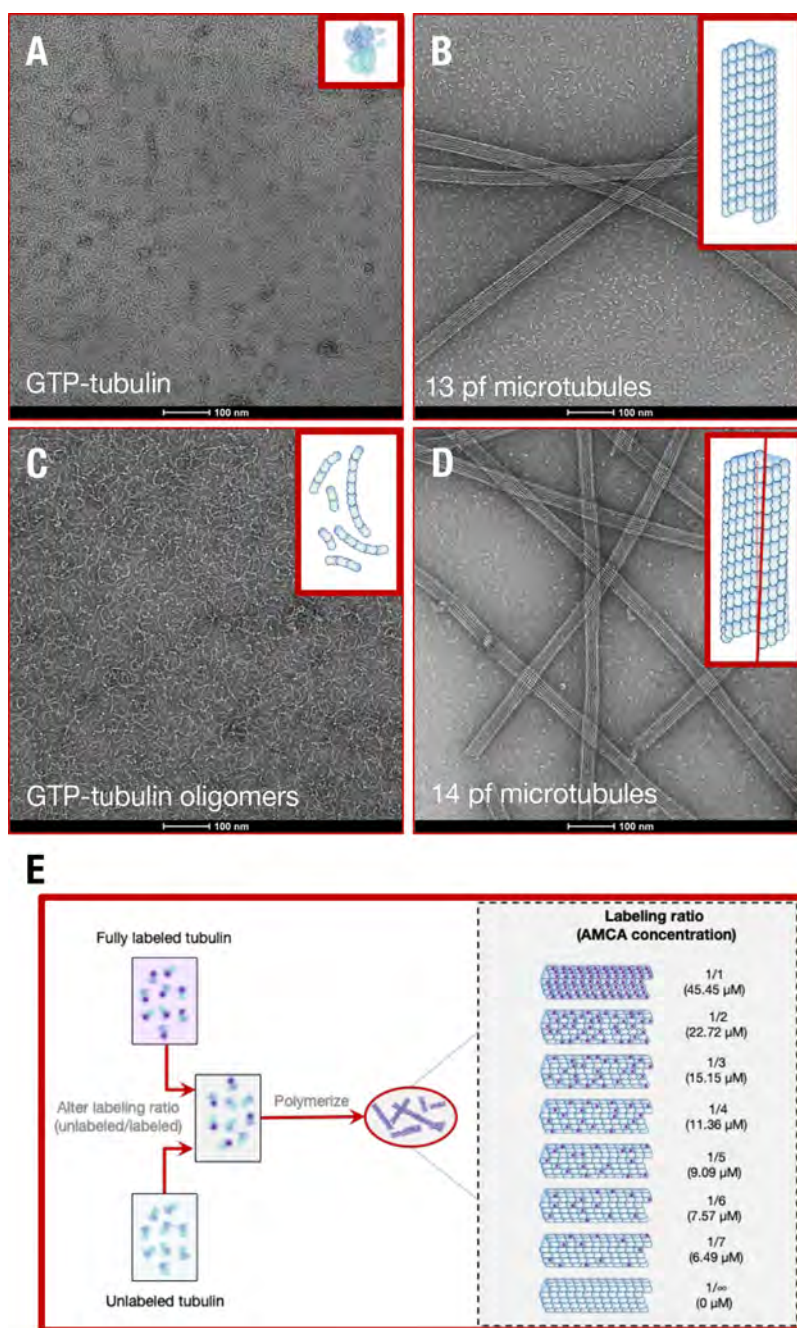 A
GTP-tubulin
100 nm
B
13 pf microtubules
100 nm
C
GTP-tubulin oligomers
100 nm
D
14 pf microtubules
100 nm
E
Fully labeled tubulin
Alter labeling ratio
(unlabeled/labeled)
Polymerize
Unlabeled tubulin
Labeling ratio
(AMCA concentration)
1/1
(45.45 µM)
1/2
(22.72 µM)
1/3
(15.15 µM)
1/4
(11.36 µM)
1/5
(9.09 µM)
1/6
(7.57 µM)
1/7
(6.49 µM)
1/∞
(0 µM)